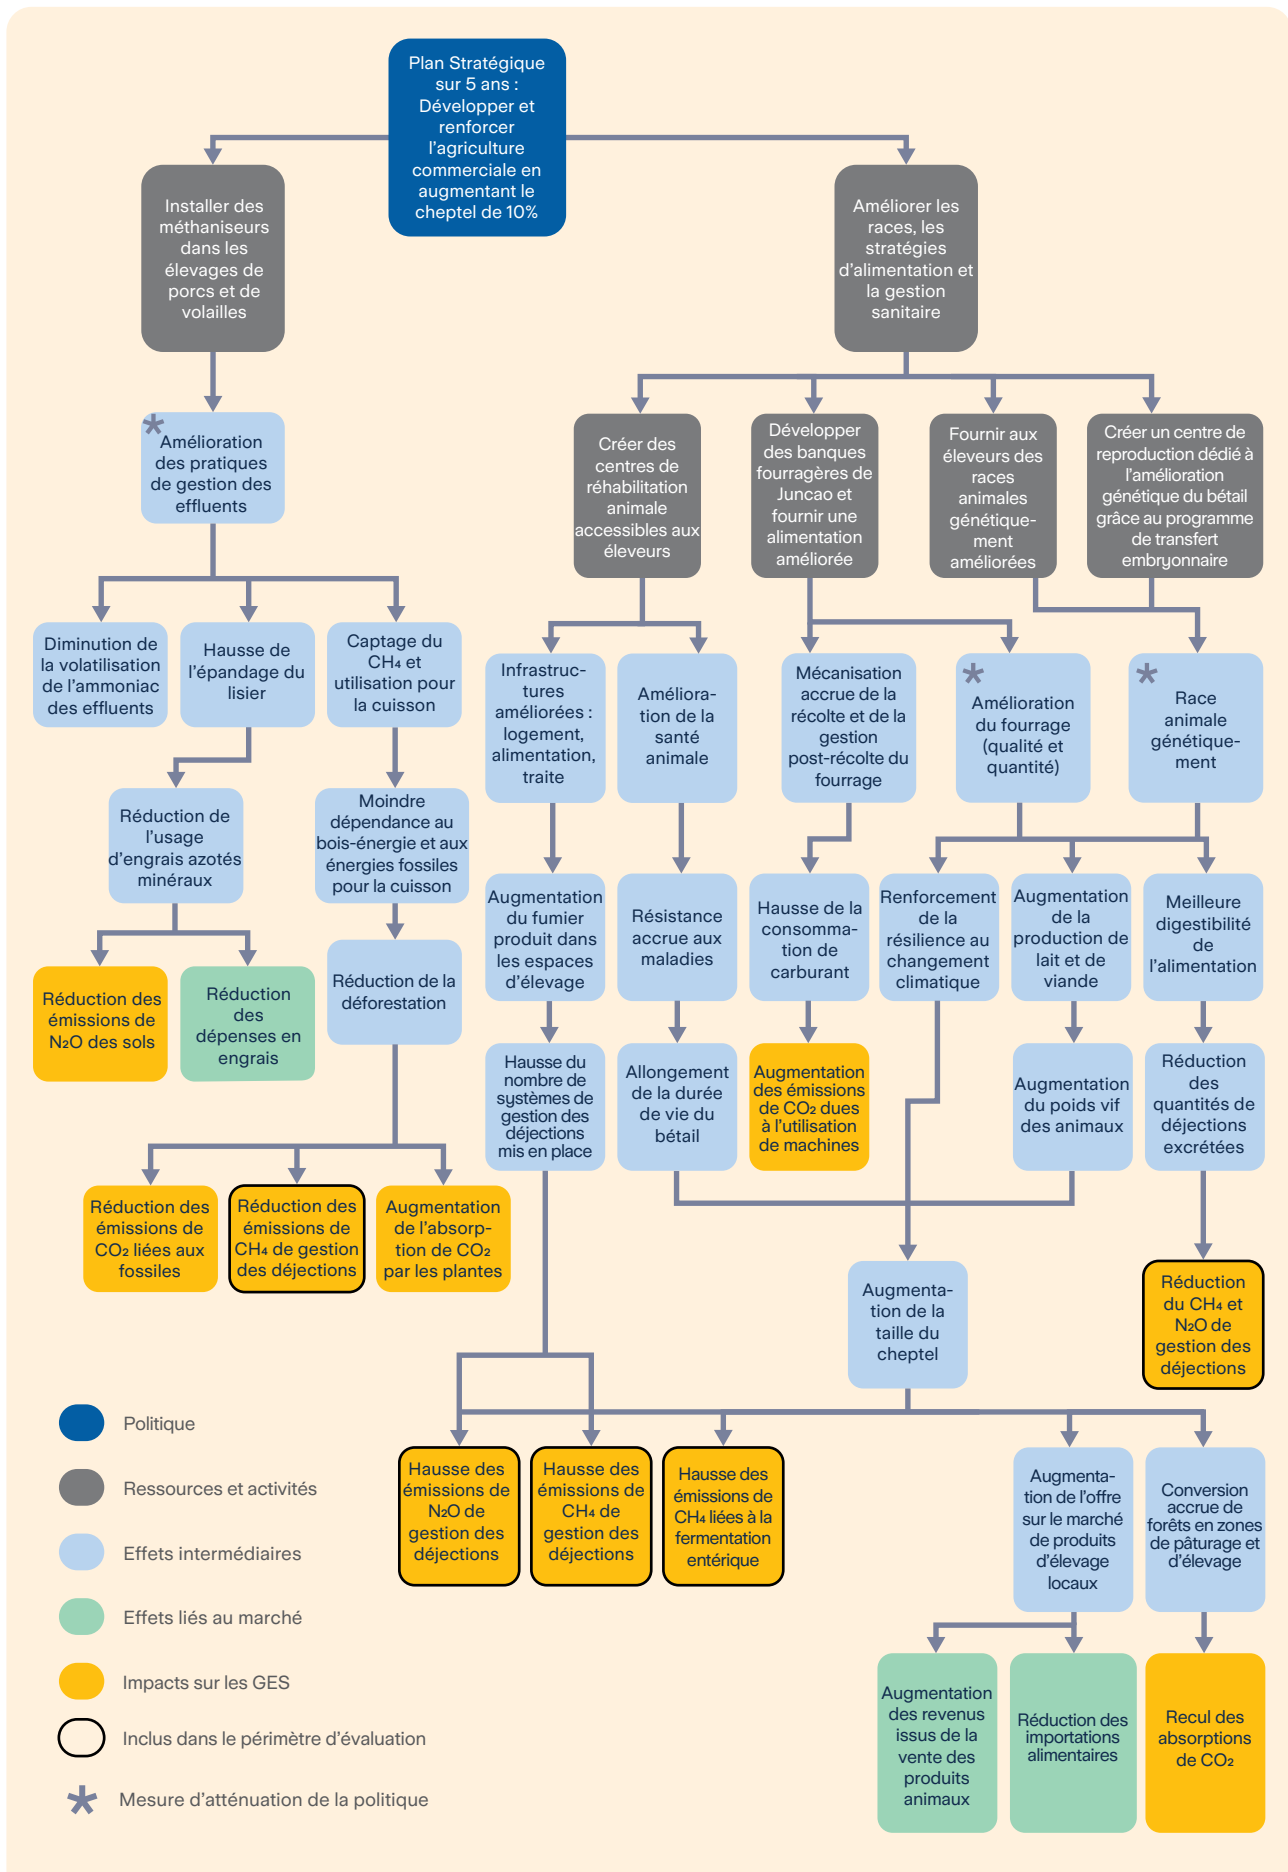 Plan Stratégique
sur 5 ans :
Développer et
renforcer
l'agriculture
commerciale en
augmentant le
cheptel de 10%
Installer des
méthaniseurs
dans les
élevages de
porcs et de
volailles
Améliorer les
races, les
stratégies
d'alimentation et
la gestion
sanitaire
*
Amélioration
des pratiques
de gestion des
effluents
Créer des
centres de
réhabilitation
animale
accessibles aux
éleveurs
Développer
des banques
fourragères de
Juncao et
fournir une
alimentation
améliorée
Fournir aux
éleveurs des
races
animales
génétique-
ment
améliorées
Créer un centre de
reproduction dédié à
l'amélioration
génétique du bétail
grâce au programme
de transfert
embryonnaire
Diminution de
la volatilisation
de l'ammoniac
des effluents
Hausse de
l'épandage du
lisier
Captage du
CH₄ et
utilisation pour
la cuisson
Infrastruc-
tures
améliorées :
logement,
alimentation,
traite
Améliora-
tion de la
santé
animale
Mécanisation
accrue de la
récolte et de la
gestion
post-récolte du
fourrage
*
Amélioration
du fourrage
(qualité et
quantité)
*
Race
animale
génétique-
ment
Réduction de
l'usage
d'engrais azotés
minéraux
Moindre
dépendance au
bois-énergie et aux
énergies fossiles
pour la cuisson
Augmentation
du fumier
produit dans
les espaces
d'élevage
Résistance
accrue aux
maladies
Hausse de la
consomma-
tion de
carburant
Renforcement
de la
résilience au
changement
climatique
Augmentation
de la
production de
lait et de
viande
Meilleure
digestibilité
de
l'alimentation
Réduction des
émissions de
N₂O des sols
Réduction
des
dépenses en
engrais
Réduction de la
déforestation
Hausse du
nombre de
systèmes de
gestion des
déjections
mis en place
Allongement
de la durée
de vie du
bétail
Augmentation
des émissions
de CO₂ dues
à l'utilisation
de machines
Augmentation
du poids vif
des animaux
Réduction
des
quantités de
déjections
excrétées
Réduction des
émissions de
CO₂ liées aux
fossiles
Réduction des
émissions de
CH₄ de gestion
des déjections
Augmentation
de l'absorp-
tion de CO₂
par les plantes
Augmenta-
tion de la
taille du
cheptel
Réduction
du CH₄ et
N₂O de
gestion des
déjections
Hausse des
émissions de
N₂O de
gestion des
déjections
Hausse des
émissions de
CH₄ de
gestion des
déjections
Hausse des
émissions de
CH₄ liées à la
fermentation
entérique
Augmenta-
tion de l'offre
sur le marché
de produits
d'élevage
locaux
Conversion
accrue de
forêts en zones
de pâturage et
d'élevage
Augmentation
des revenus
issus de la
vente des
produits
animaux
Réduction des
importations
alimentaires
Recul des
absorptions
de CO₂
Politique
Ressources et activités
Effets intermédiaires
Effets liés au marché
Impacts sur les GES
Inclus dans le périmètre d'évaluation
* Mesure d'atténuation de la politique